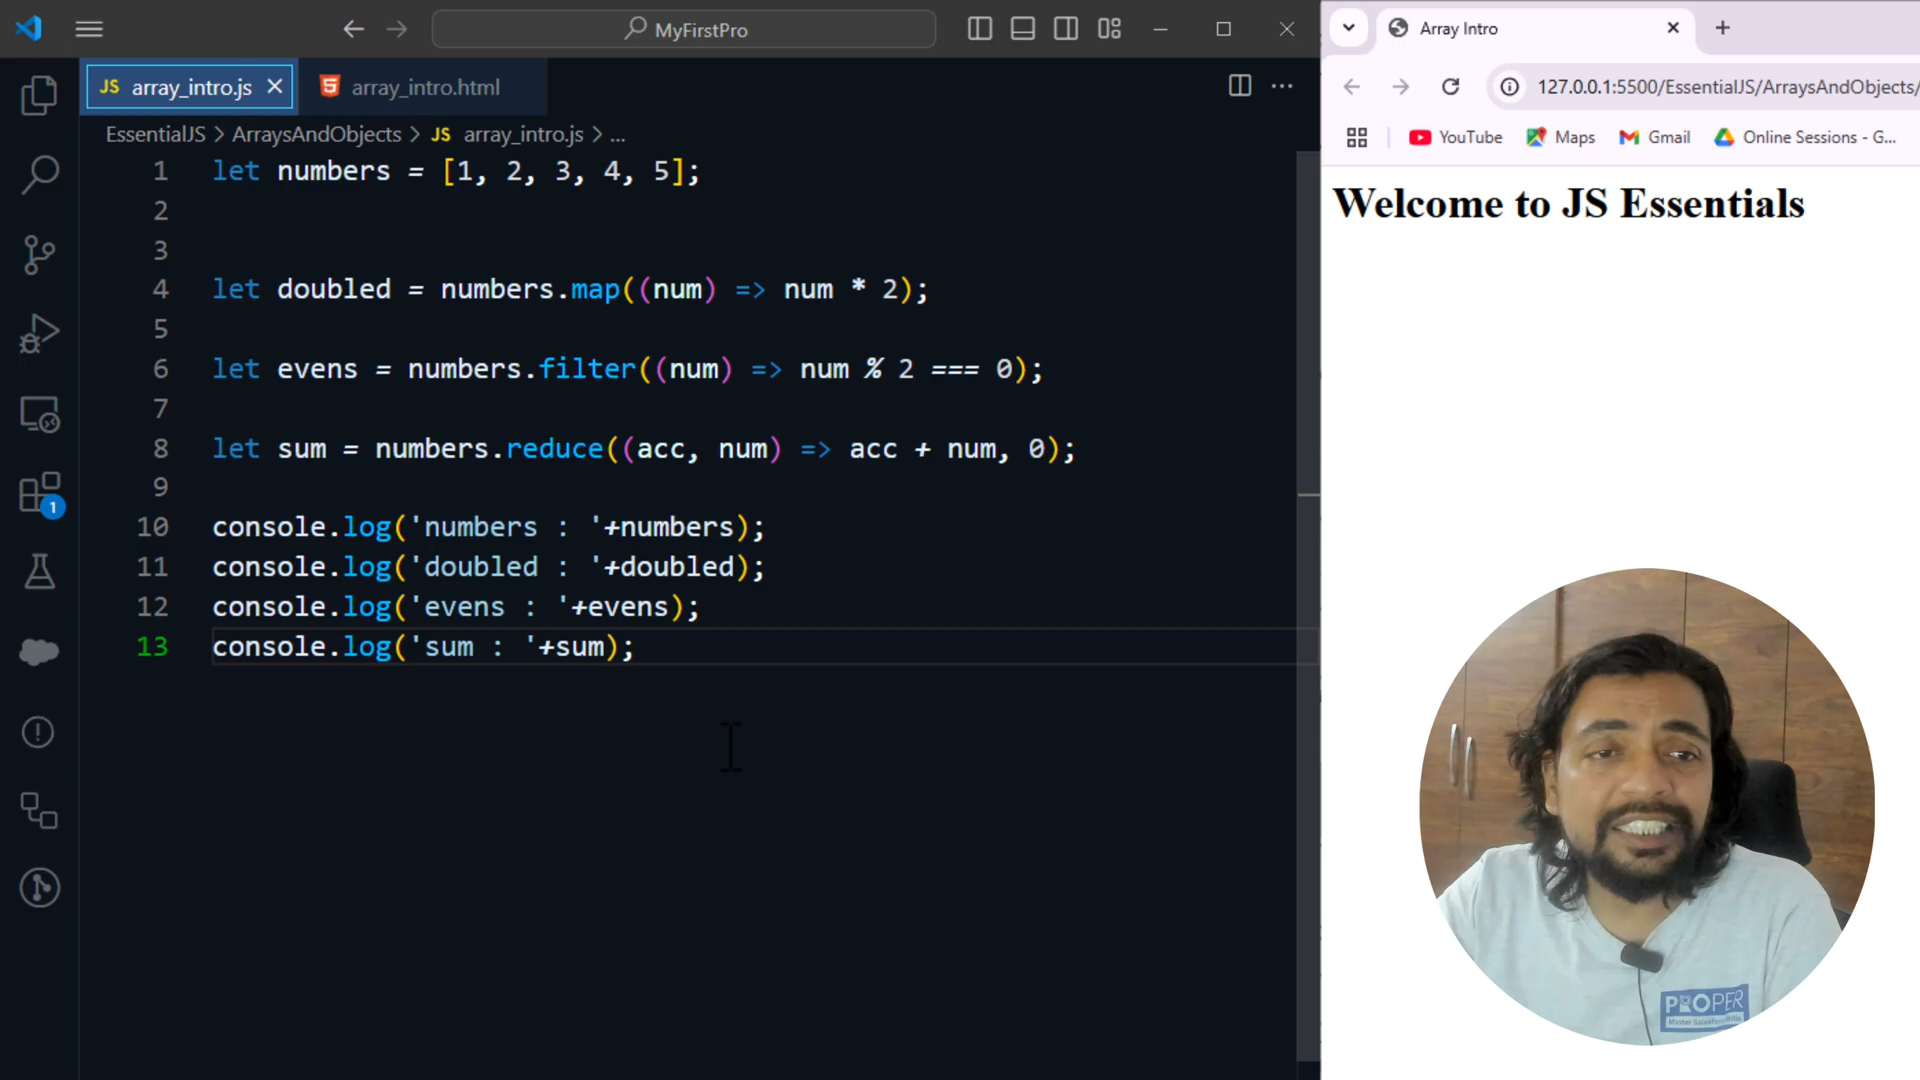 MyFirstPro
JS array_intro.js
array_intro.html
EssentialJS > ArraysAndObjects > JS array_intro.js > ...
1 let numbers = [1, 2, 3, 4, 5];
2
3
4 let doubled = numbers.map((num) => num * 2);
5
6 let evens = numbers.filter((num) => num % 2 === 0);
7
8 let sum = numbers.reduce((acc, num) => acc + num, 0);
9
10 console.log('numbers : '+numbers);
11 console.log('doubled : '+doubled);
12 console.log('evens : '+evens);
13 console.log('sum : '+sum);
1
Array Intro
127.0.0.1:5500/EssentialJS/ArraysAndObjects/
YouTube
Maps
Gmail
Online Sessions - G...
Welcome to JS Essentials
PROPER
Master Salesforce Skills